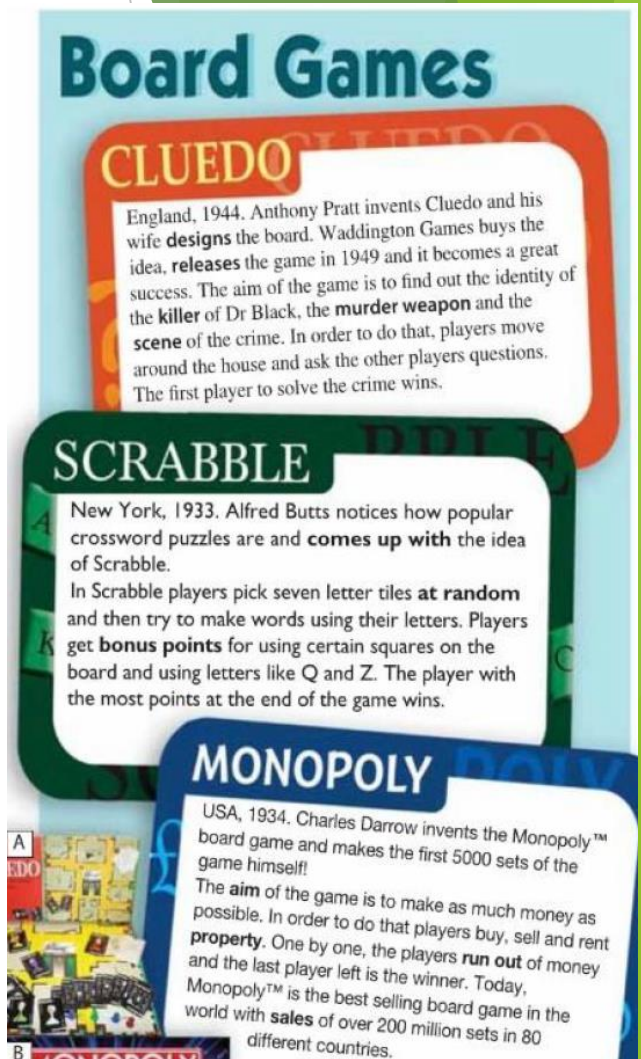 Board Games
CLUEDO
CLUEDO
England, 1944. Anthony Pratt invents Cluedo and his
wife designs the board. Waddington Games buys the
idea, releases the game in 1949 and it becomes a great
success. The aim of the game is to find out the identity of
the killer of Dr Black, the murder weapon and the
scene of the crime. In order to do that, players move
around the house and ask the other players questions.
The first player to solve the crime wins.
BBLE
SCRABBLE
A
K
C
New York, 1933. Alfred Butts notices how popular
crossword puzzles are and comes up with the idea
of Scrabble.
In Scrabble players pick seven letter tiles at random
and then try to make words using their letters. Players
get bonus points for using certain squares on the
board and using letters like Q and Z. The player with
the most points at the end of the game wins.
MONOPOLY
POLY
£
USA, 1934. Charles Darrow invents the Monopoly™
board game and makes the first 5000 sets of the
game himself!
The aim of the game is to make as much money as
possible. In order to do that players buy, sell and rent
property. One by one, the players run out of money
and the last player left is the winner. Today,
Monopoly™ is the best selling board game in the
world with sales of over 200 million sets in 80
different countries.
A
EDO
B
MONOPOLY